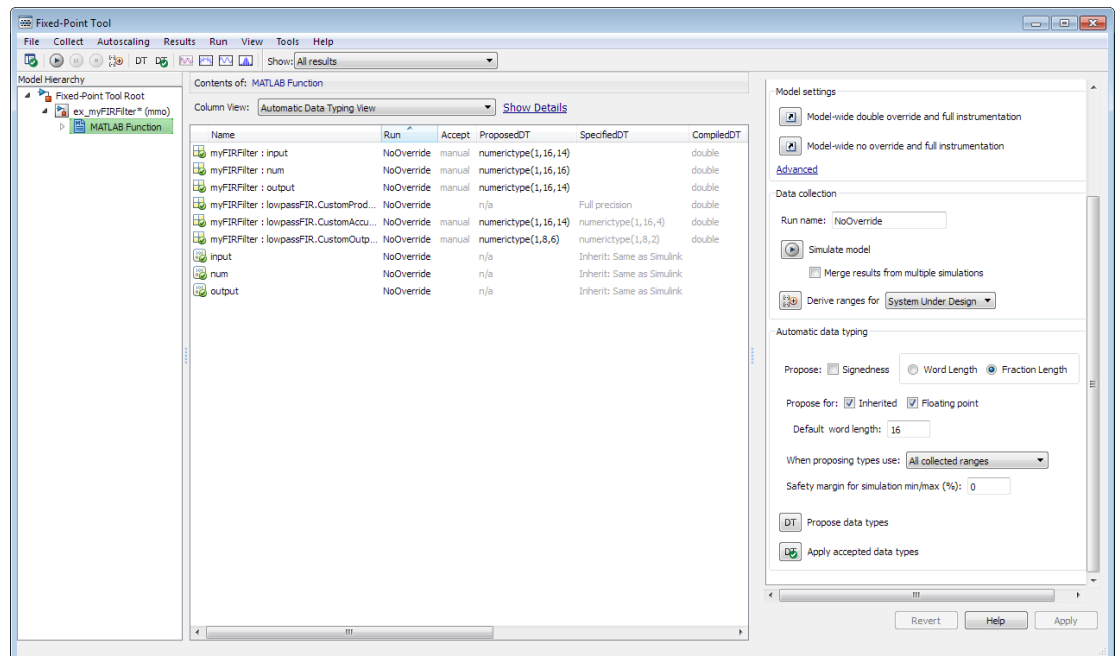 Fixed-Point Tool
File Collect Autoscaling Results Run View Tools Help
DT Show: All results
Model Hierarchy
Fixed-Point Tool Root
ex_myFIRFilter* (mmo)
MATLAB Function
Contents of: MATLAB Function
Column View: Automatic Data Typing View Show Details
Name Run Accept ProposedDT SpecifiedDT CompiledDT
myFIRFilter : input NoOverride manual numerictype(1,16,14) double
myFIRFilter : num NoOverride manual numerictype(1,16,16) double
myFIRFilter : output NoOverride manual numerictype(1,16,14) double
myFIRFilter : lowpassFIR.CustomProd... NoOverride n/a Full precision double
myFIRFilter : lowpassFIR.CustomAccu... NoOverride manual numerictype(1,16,14) numerictype(1,16,4) double
myFIRFilter : lowpassFIR.CustomOutp... NoOverride manual numerictype(1,8,6) numerictype(1,8,2) double
input NoOverride n/a Inherit: Same as Simulink
num NoOverride n/a Inherit: Same as Simulink
output NoOverride n/a Inherit: Same as Simulink
Model settings
Model-wide double override and full instrumentation
Model-wide no override and full instrumentation
Advanced
Data collection
Run name: NoOverride
Simulate model
Merge results from multiple simulations
Derive ranges for System Under Design
Automatic data typing
Propose: Signedness Word Length Fraction Length
Propose for: Inherited Floating point
Default word length: 16
When proposing types use: All collected ranges
Safety margin for simulation min/max (%): 0
DT Propose data types
DT Apply accepted data types
Revert Help Apply